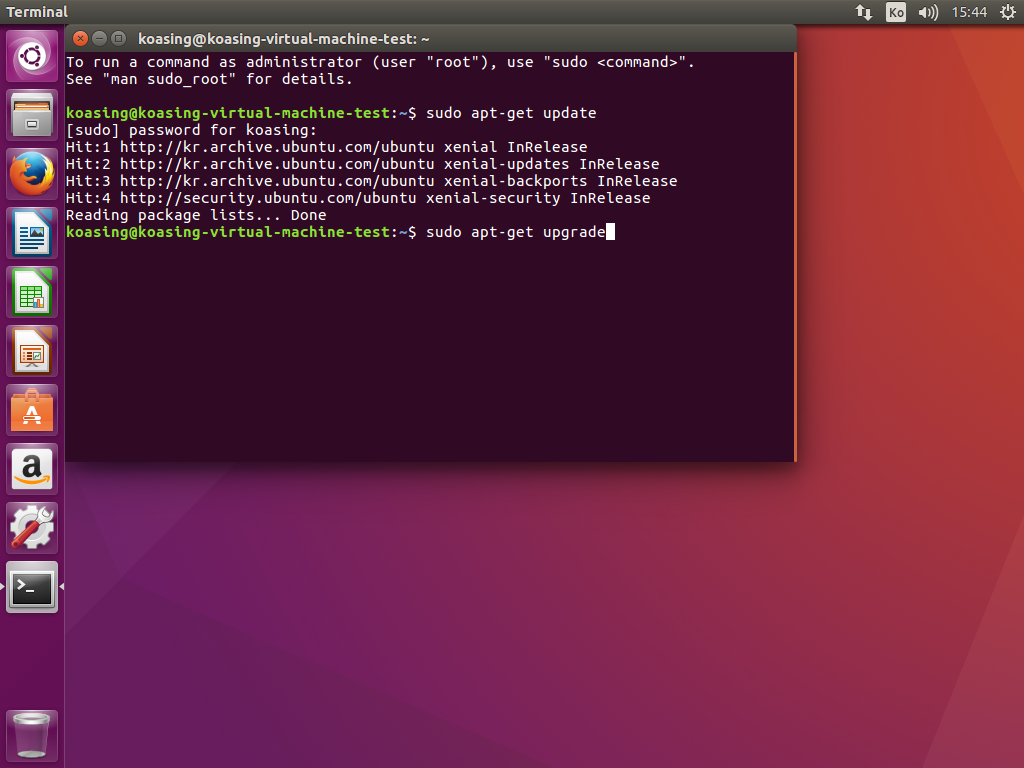 Terminal
Ko
15:44
koasing@koasing-virtual-machine-test: ~
To run a command as administrator (user "root"), use "sudo <command>".
See "man sudo_root" for details.
koasing@koasing-virtual-machine-test:~$ sudo apt-get update
[sudo] password for koasing:
Hit:1 http://kr.archive.ubuntu.com/ubuntu xenial InRelease
Hit:2 http://kr.archive.ubuntu.com/ubuntu xenial-updates InRelease
Hit:3 http://kr.archive.ubuntu.com/ubuntu xenial-backports InRelease
Hit:4 http://security.ubuntu.com/ubuntu xenial-security InRelease
Reading package lists... Done
koasing@koasing-virtual-machine-test:~$ sudo apt-get upgrade
A
a
>_